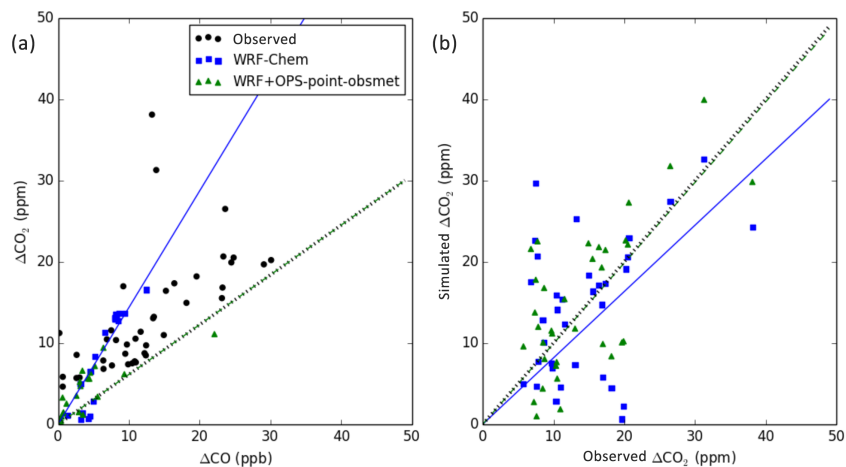 (a)
50
40
30
20
10
0
ΔCO₂ (ppm)
Observed
WRF-Chem
WRF+OPS-point-obsmet
0 10 20 30 40 50
ΔCO (ppb)
(b)
50
40
30
20
10
0
Simulated ΔCO₂ (ppm)
0 10 20 30 40 50
Observed ΔCO₂ (ppm)